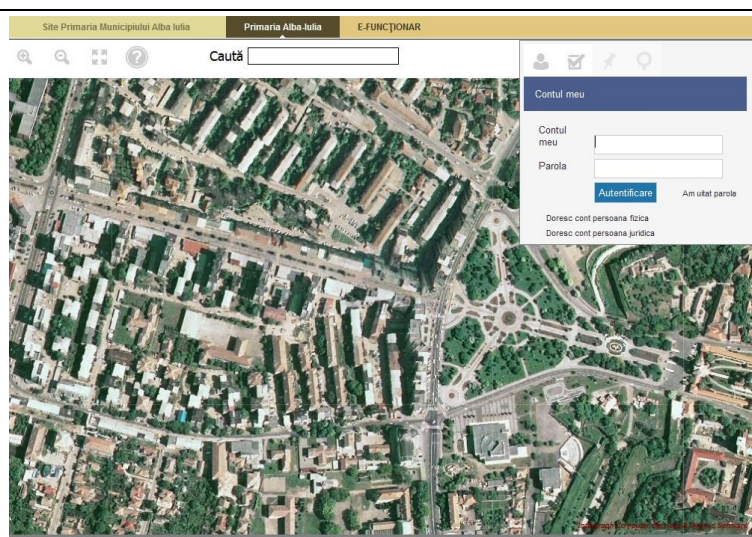 Site Primaria Municipiului Alba Iulia
Primaria Alba-Iulia
E-FUNCȚIONAR
Caută
Contul meu
Contul
meu
Parola
Autentificare
Am uitat parola
Doresc cont persoana fizica
Doresc cont persoana juridica